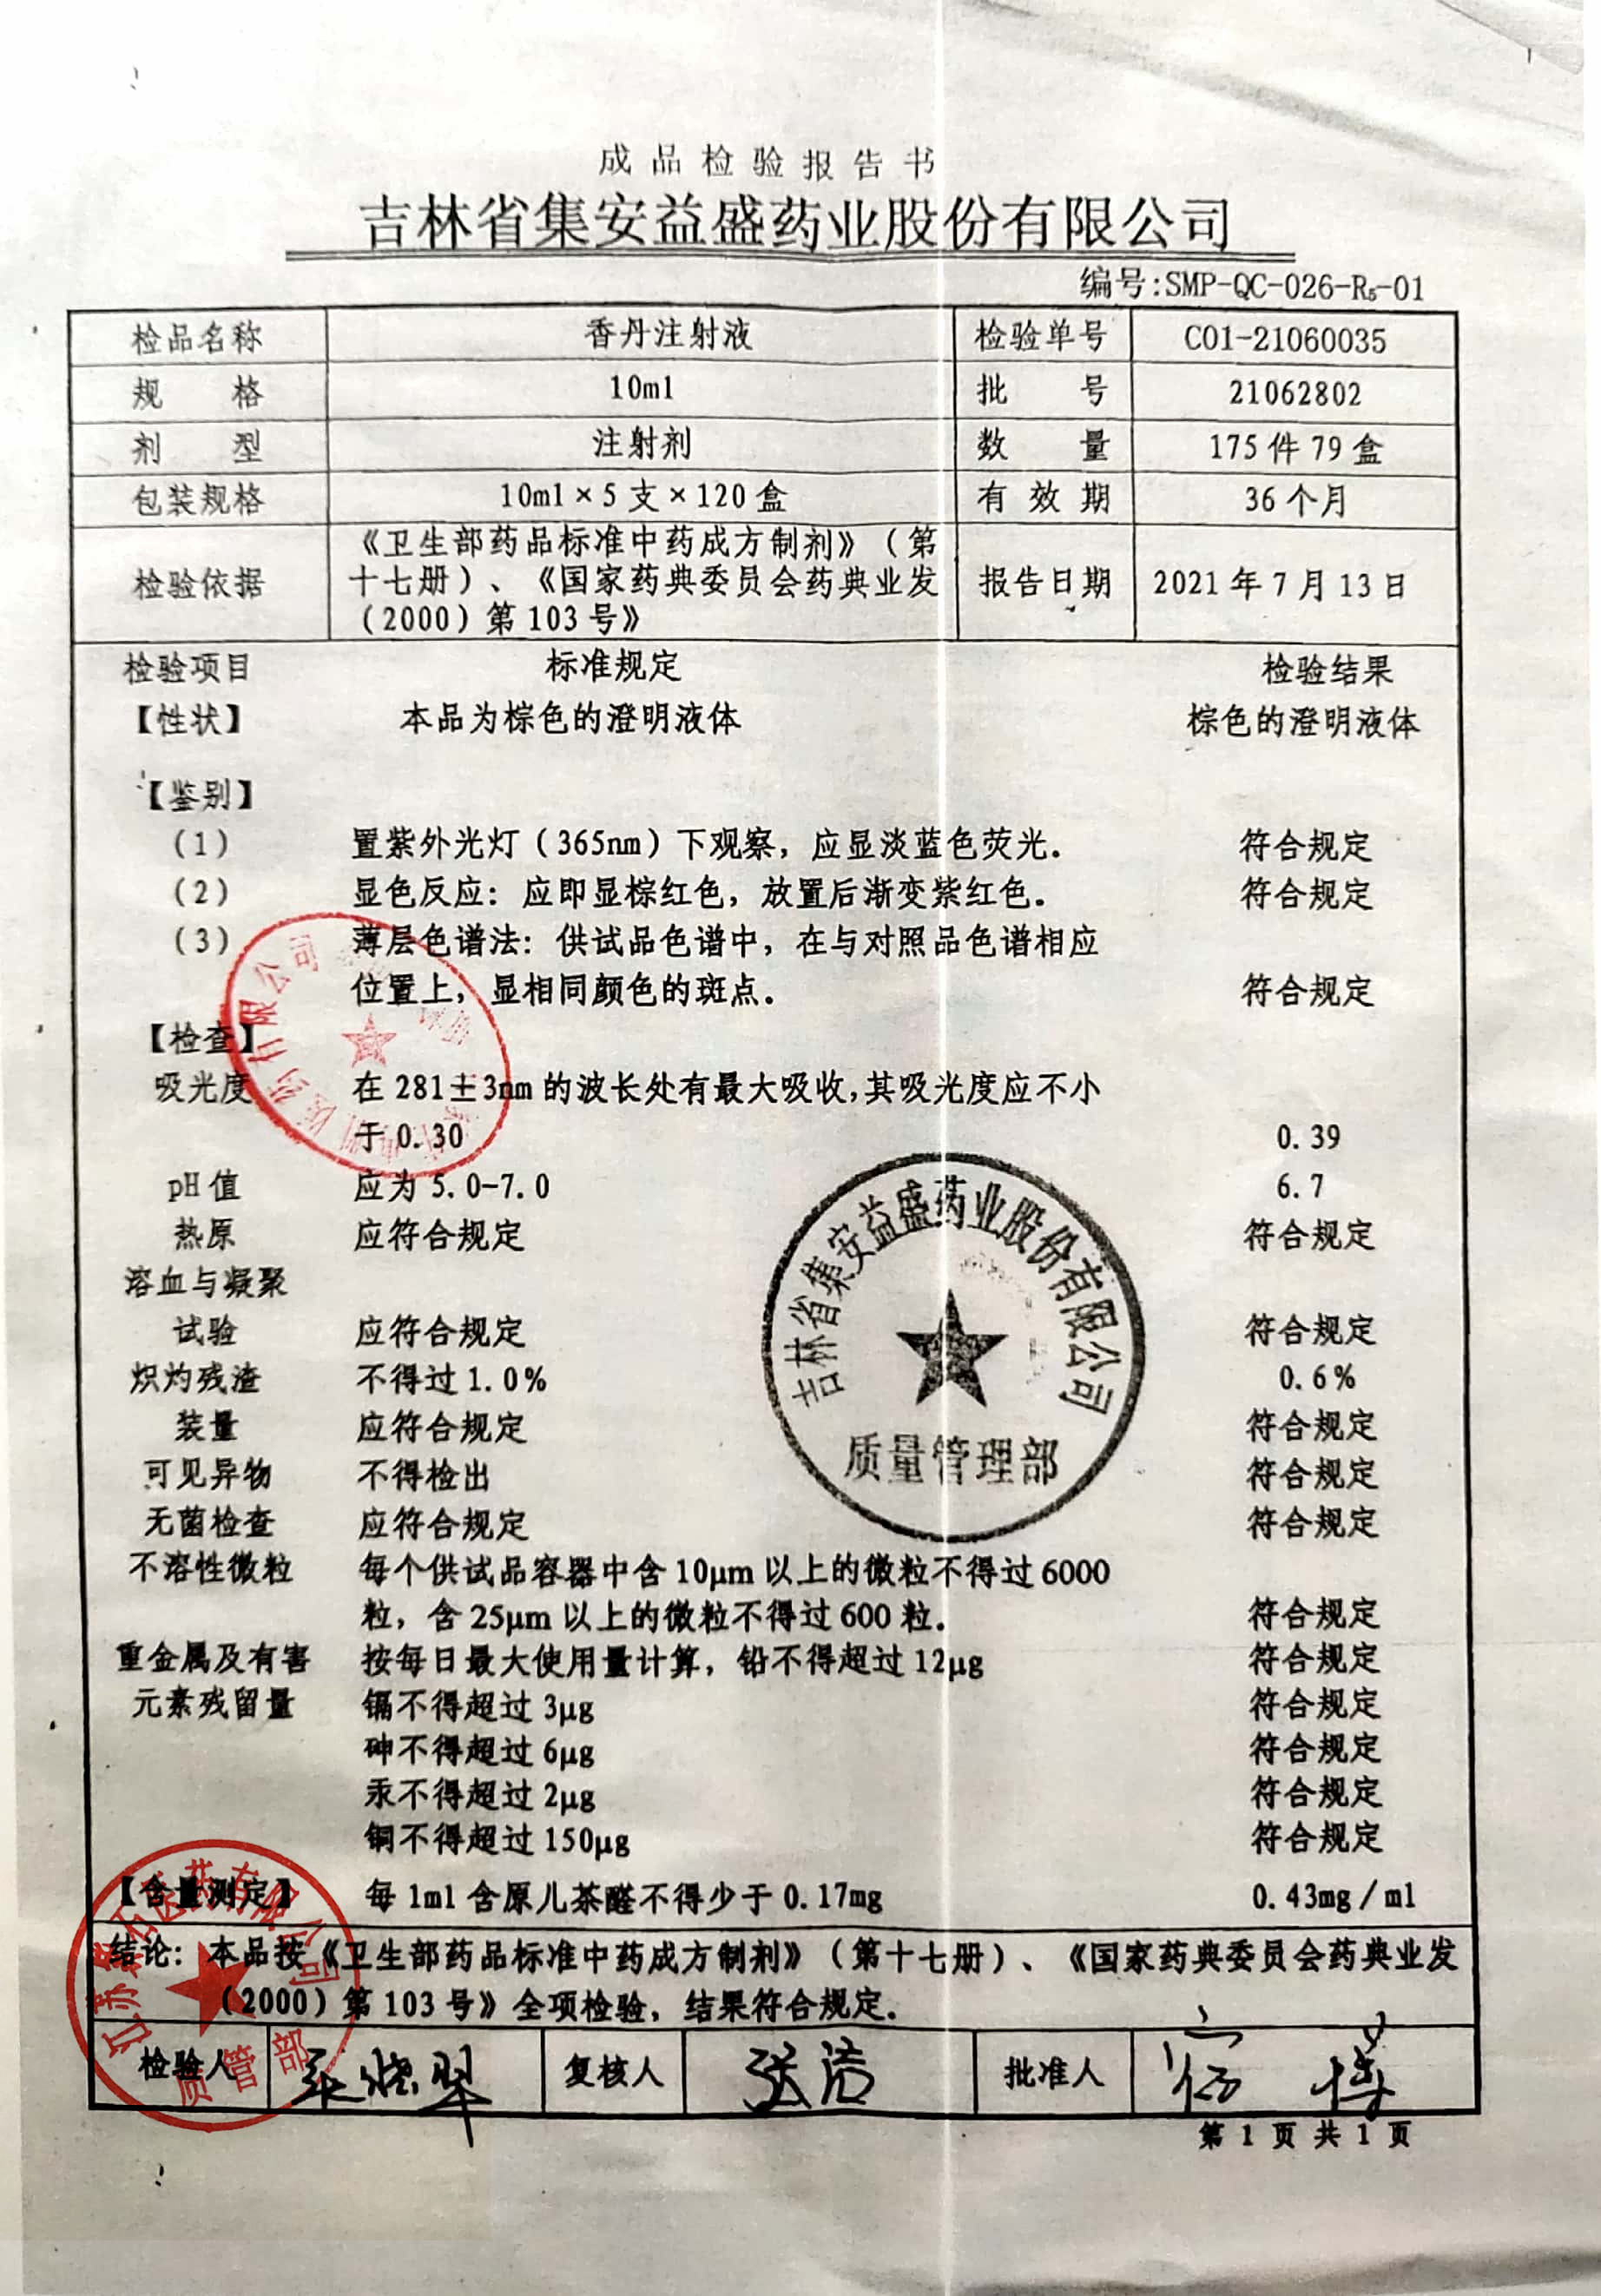 成品检验报告书
吉林省集安益盛药业股份有限公司
编号:SMP-QC-026-R₅-01
检品名称 香丹注射液 检验单号 C01-21060035
规 格 10ml 批 号 21062802
剂 型 注射剂 数 量 175件79盒
包装规格 10ml×5支×120盒 有效期 36个月
《卫生部药品标准中药成方制剂》（第
检验依据 十七册）、《国家药典委员会药典业发 报告日期 2021年7月13日
（2000）第103号》
检验项目 标准规定 检验结果
【性状】 本品为棕色的澄明液体 棕色的澄明液体
【鉴别】
（1） 置紫外光灯（365nm）下观察，应显淡蓝色荧光。 符合规定
（2） 显色反应：应即显棕红色，放置后渐变紫红色。 符合规定
（3） 薄层色谱法：供试品色谱中，在与对照品色谱相应
位置上，显相同颜色的斑点。 符合规定
【检查】
吸光度 在281±3nm的波长处有最大吸收,其吸光度应不小
于0.30 0.39
pH值 应为5.0-7.0 6.7
热原 应符合规定 符合规定
溶血与凝聚
试验 应符合规定 符合规定
炽灼残渣 不得过1.0% 0.6%
装量 应符合规定 符合规定
可见异物 不得检出 符合规定
无菌检查 应符合规定 符合规定
不溶性微粒 每个供试品容器中含10μm以上的微粒不得过6000
粒，含25μm以上的微粒不得过600粒。 符合规定
重金属及有害 按每日最大使用量计算，铅不得超过12μg 符合规定
元素残留量 镉不得超过3μg 符合规定
砷不得超过6μg 符合规定
汞不得超过2μg 符合规定
铜不得超过150μg 符合规定
【含量测定】 每1ml含原儿茶醛不得少于0.17mg 0.43mg/ml
结论：本品按《卫生部药品标准中药成方制剂》（第十七册）、《国家药典委员会药典业发
（2000）第103号》全项检验，结果符合规定。
检验人 复核人 张洁 批准人
第1页共1页
吉林省集安益盛药业股份有限公司
质量管理部
医药有限公司
质管部